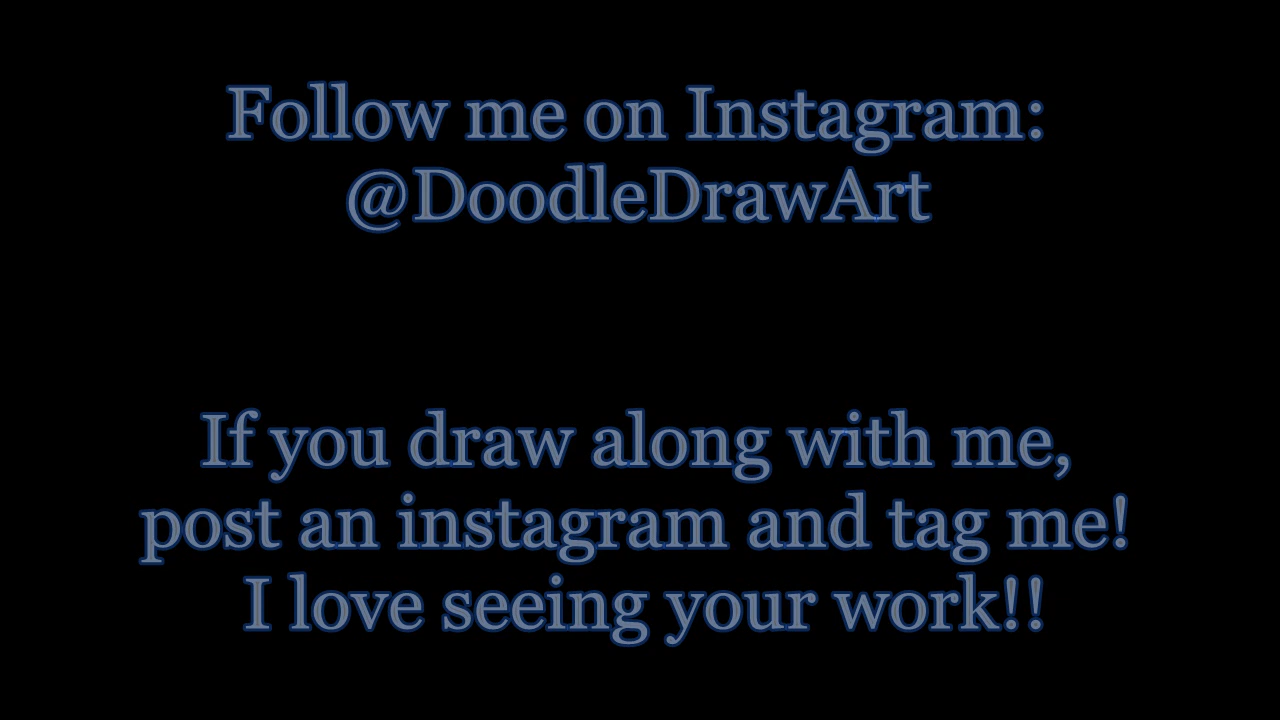 Follow me on Instagram:
@DoodleDrawArt
If you draw along with me,
post an instagram and tag me!
I love seeing your work!!